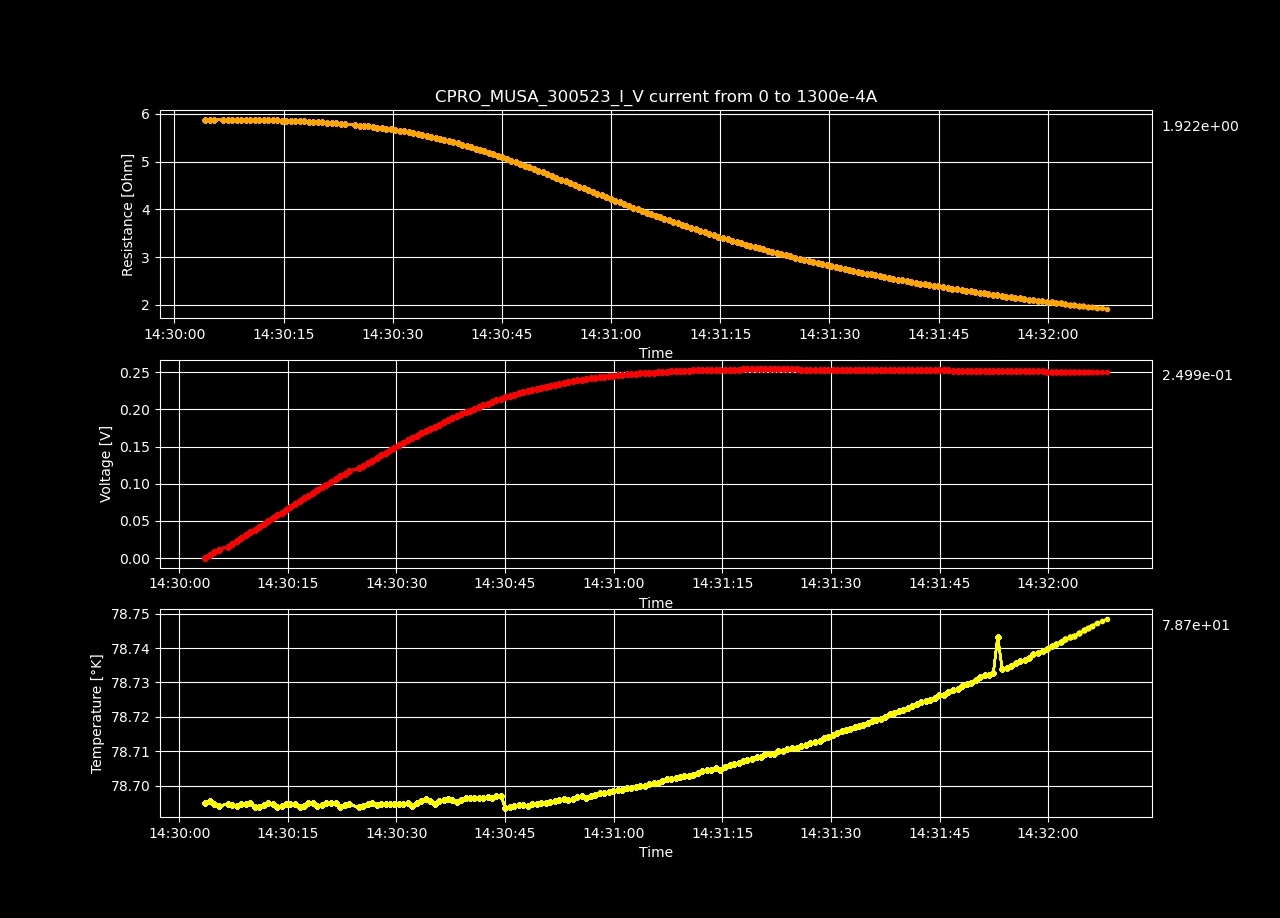 CPRO_MUSA_300523_I_V current from 0 to 1300e-4A
6
5
4
3
2
Resistance [Ohm]
1.922e+00
14:30:00 14:30:15 14:30:30 14:30:45 14:31:00 14:31:15 14:31:30 14:31:45 14:32:00
Time
0.25
0.20
0.15
0.10
0.05
0.00
Voltage [V]
2.499e-01
14:30:00 14:30:15 14:30:30 14:30:45 14:31:00 14:31:15 14:31:30 14:31:45 14:32:00
Time
78.75
78.74
78.73
78.72
78.71
78.70
Temperature [°K]
7.87e+01
14:30:00 14:30:15 14:30:30 14:30:45 14:31:00 14:31:15 14:31:30 14:31:45 14:32:00
Time